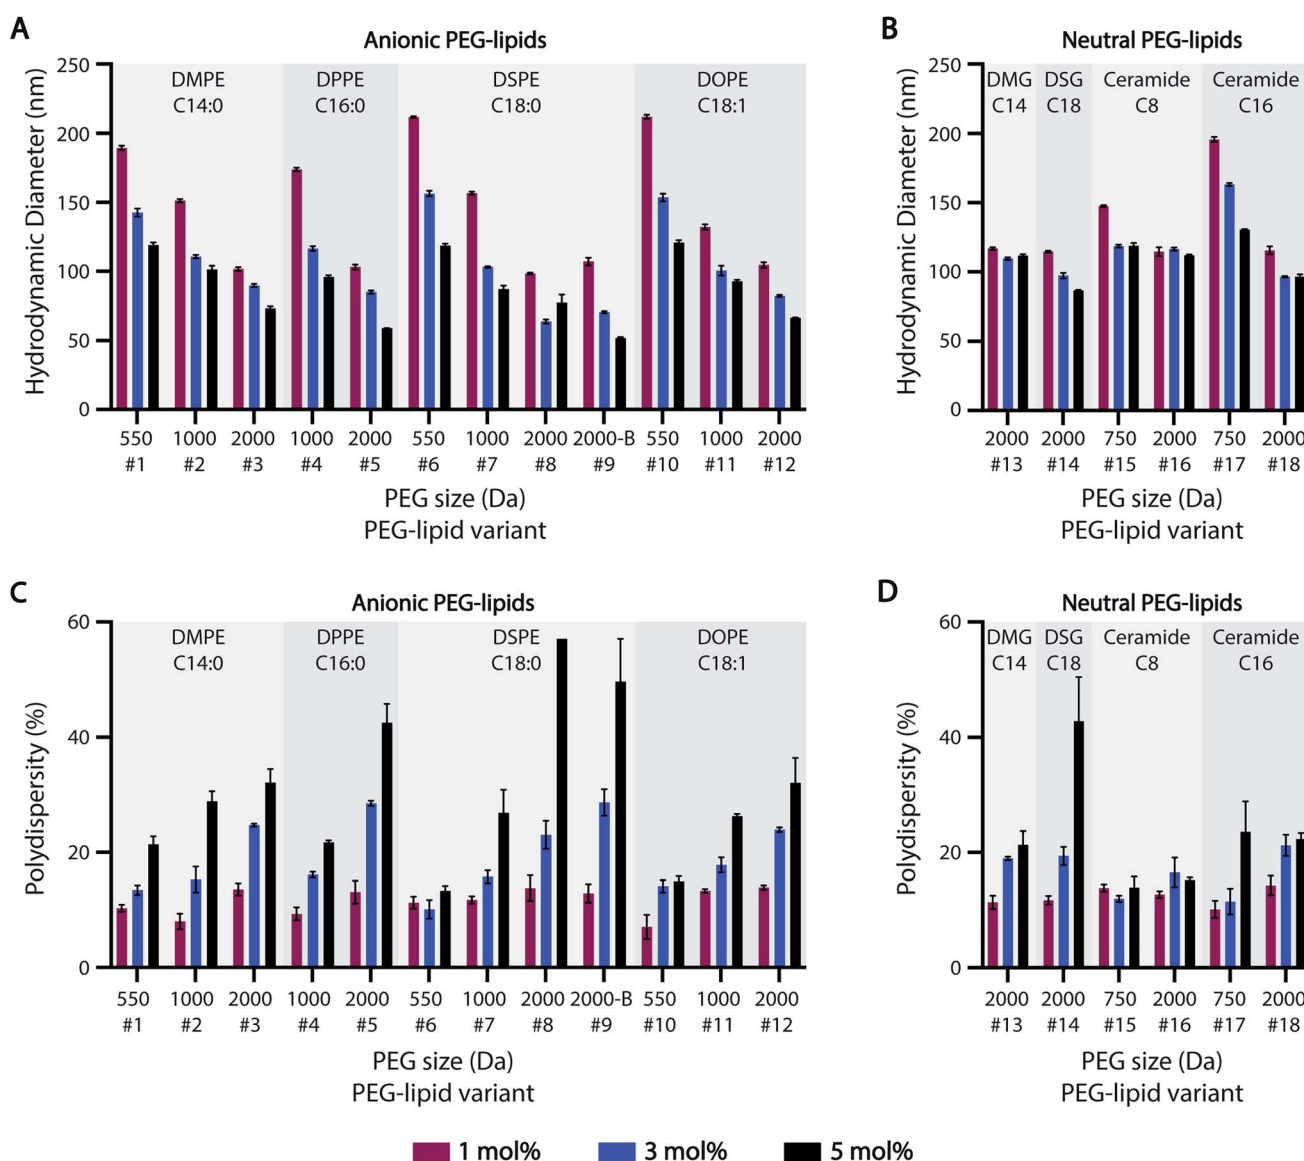 A
Anionic PEG-lipids
Hydrodynamic Diameter (nm)
250
200
150
100
50
0
DMPE
C14:0
DPPE
C16:0
DSPE
C18:0
DOPE
C18:1
550 1000 2000 1000 2000 550 1000 2000 2000-B 550 1000 2000
#1 #2 #3 #4 #5 #6 #7 #8 #9 #10 #11 #12
PEG size (Da)
PEG-lipid variant
B
Neutral PEG-lipids
Hydrodynamic Diameter (nm)
250
200
150
100
50
0
DMG
C14
DSG
C18
Ceramide
C8
Ceramide
C16
2000 2000 750 2000 750 2000
#13 #14 #15 #16 #17 #18
PEG size (Da)
PEG-lipid variant
C
Anionic PEG-lipids
Polydispersity (%)
60
40
20
0
DMPE
C14:0
DPPE
C16:0
DSPE
C18:0
DOPE
C18:1
550 1000 2000 1000 2000 550 1000 2000 2000-B 550 1000 2000
#1 #2 #3 #4 #5 #6 #7 #8 #9 #10 #11 #12
PEG size (Da)
PEG-lipid variant
D
Neutral PEG-lipids
Polydispersity (%)
60
40
20
0
DMG
C14
DSG
C18
Ceramide
C8
Ceramide
C16
2000 2000 750 2000 750 2000
#13 #14 #15 #16 #17 #18
PEG size (Da)
PEG-lipid variant
1 mol% 3 mol% 5 mol%